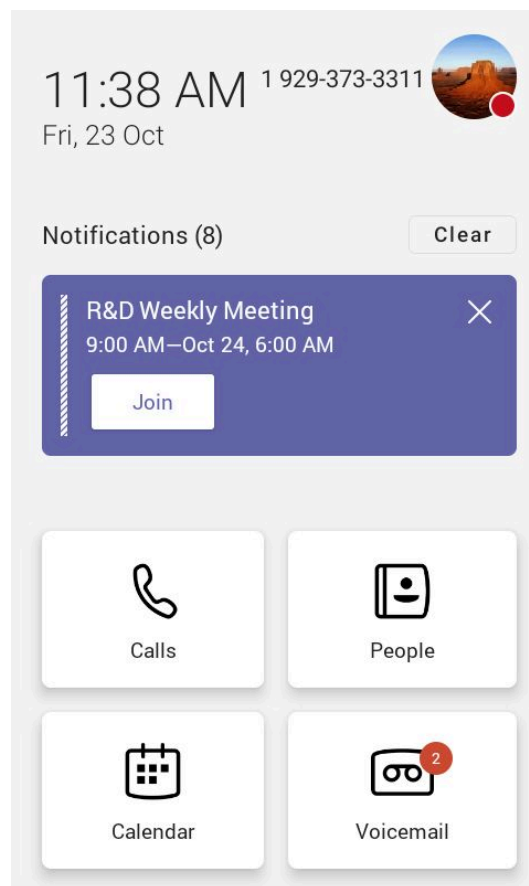 11:38 AM 1 929-373-3311
Fri, 23 Oct
Notifications (8) Clear
R&D Weekly Meeting
9:00 AM—Oct 24, 6:00 AM
Join
Calls People
2
Calendar Voicemail